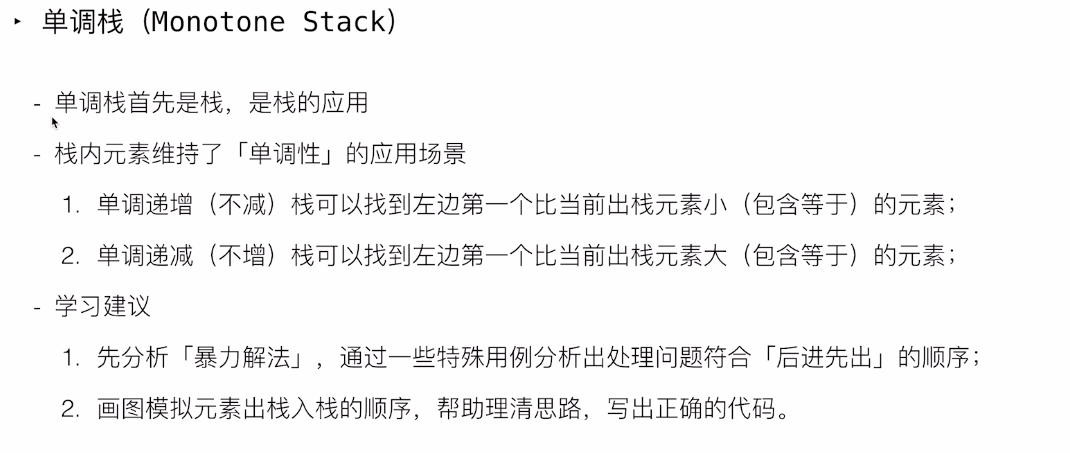 ‣ 单调栈（Monotone Stack）
- 单调栈首先是栈，是栈的应用
- 栈内元素维持了「单调性」的应用场景
1. 单调递增（不减）栈可以找到左边第一个比当前出栈元素小（包含等于）的元素；
2. 单调递减（不增）栈可以找到左边第一个比当前出栈元素大（包含等于）的元素；
- 学习建议
1. 先分析「暴力解法」，通过一些特殊用例分析出处理问题符合「后进先出」的顺序；
2. 画图模拟元素出栈入栈的顺序，帮助理清思路，写出正确的代码。